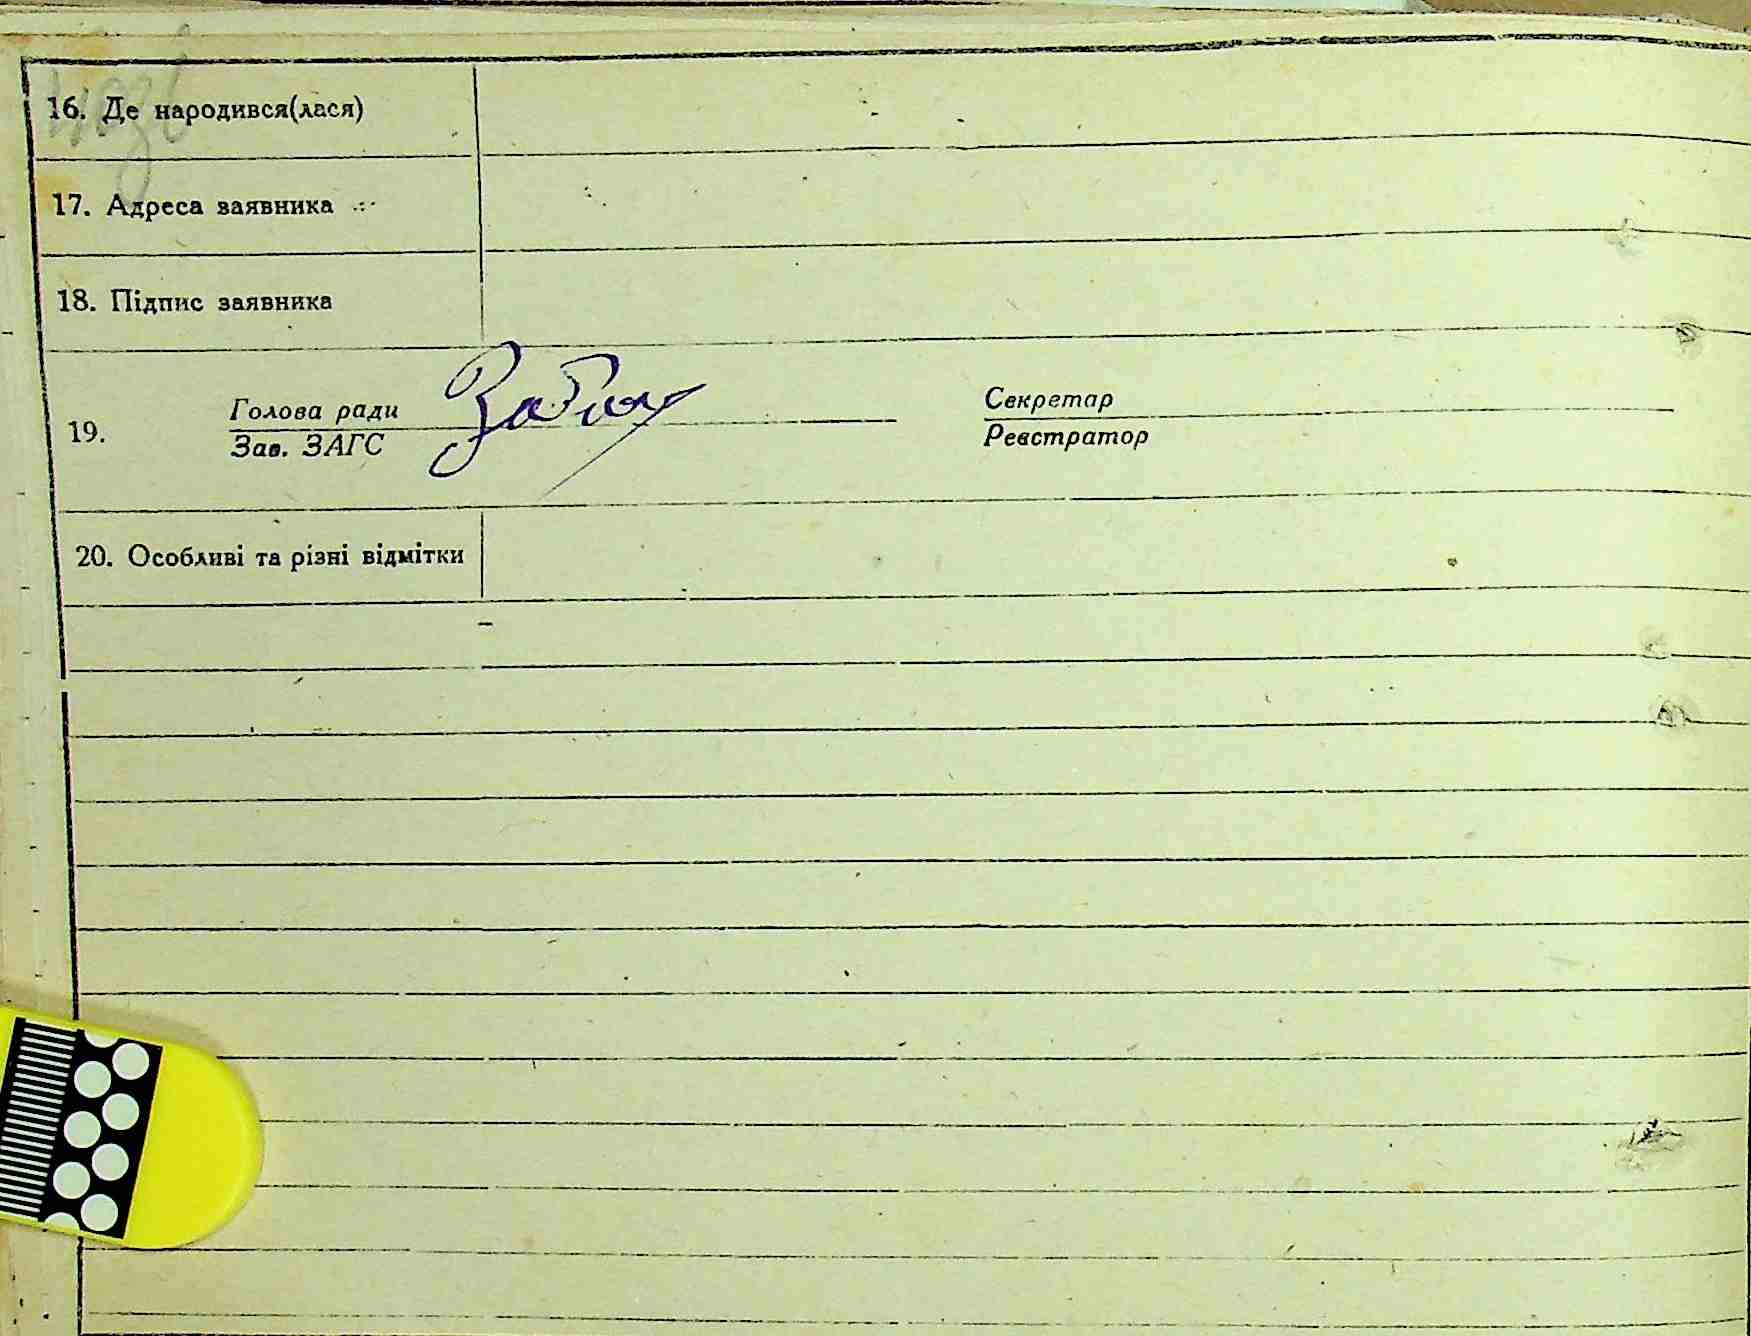 16. Де народився(лася)
17. Адреса заявника
18. Підпис заявника
19.
Голова ради
Зав. ЗАГС
Секретар
Реєстратор
20. Особливі та різні відмітки